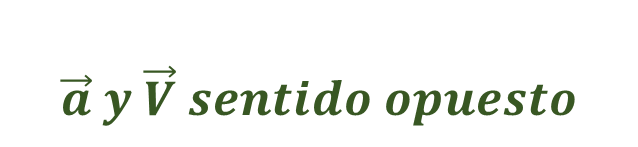 a⃗ y V⃗ sentido opuesto